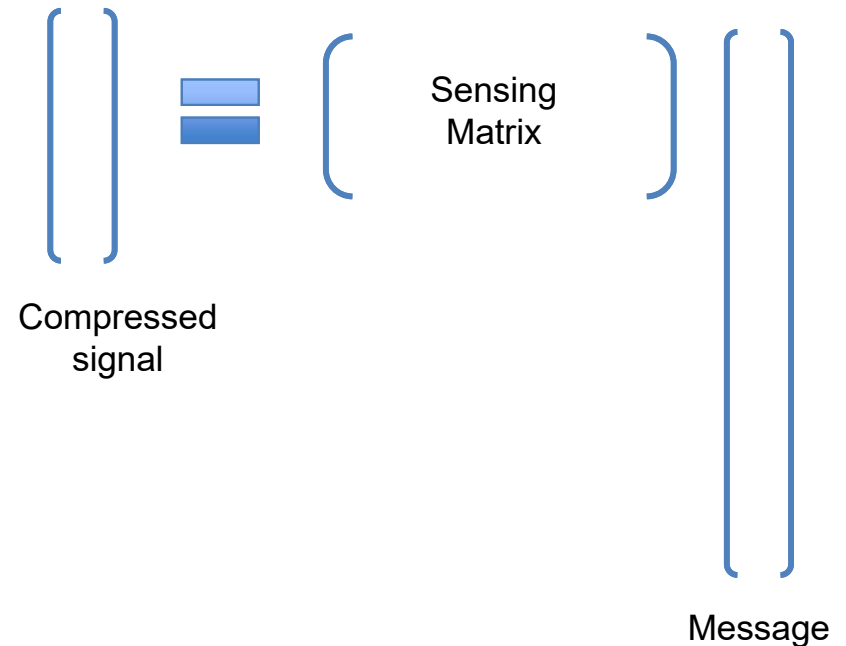 Sensing
Matrix
Compressed
signal
Message